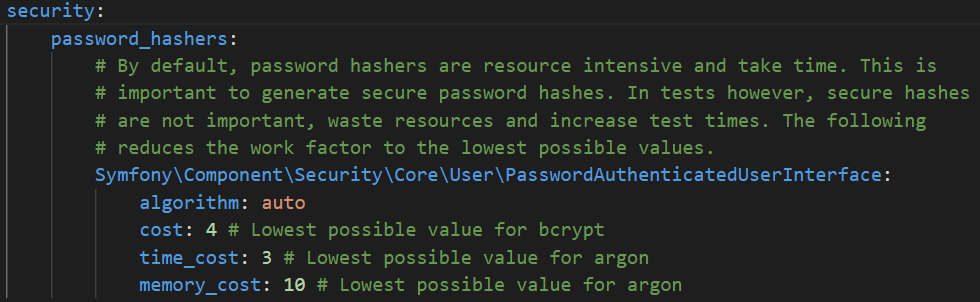 security:
password_hashers:
# By default, password hashers are resource intensive and take time. This is
# important to generate secure password hashes. In tests however, secure hashes
# are not important, waste resources and increase test times. The following
# reduces the work factor to the lowest possible values.
Symfony\Component\Security\Core\User\PasswordAuthenticatedUserInterface:
algorithm: auto
cost: 4 # Lowest possible value for bcrypt
time_cost: 3 # Lowest possible value for argon
memory_cost: 10 # Lowest possible value for argon